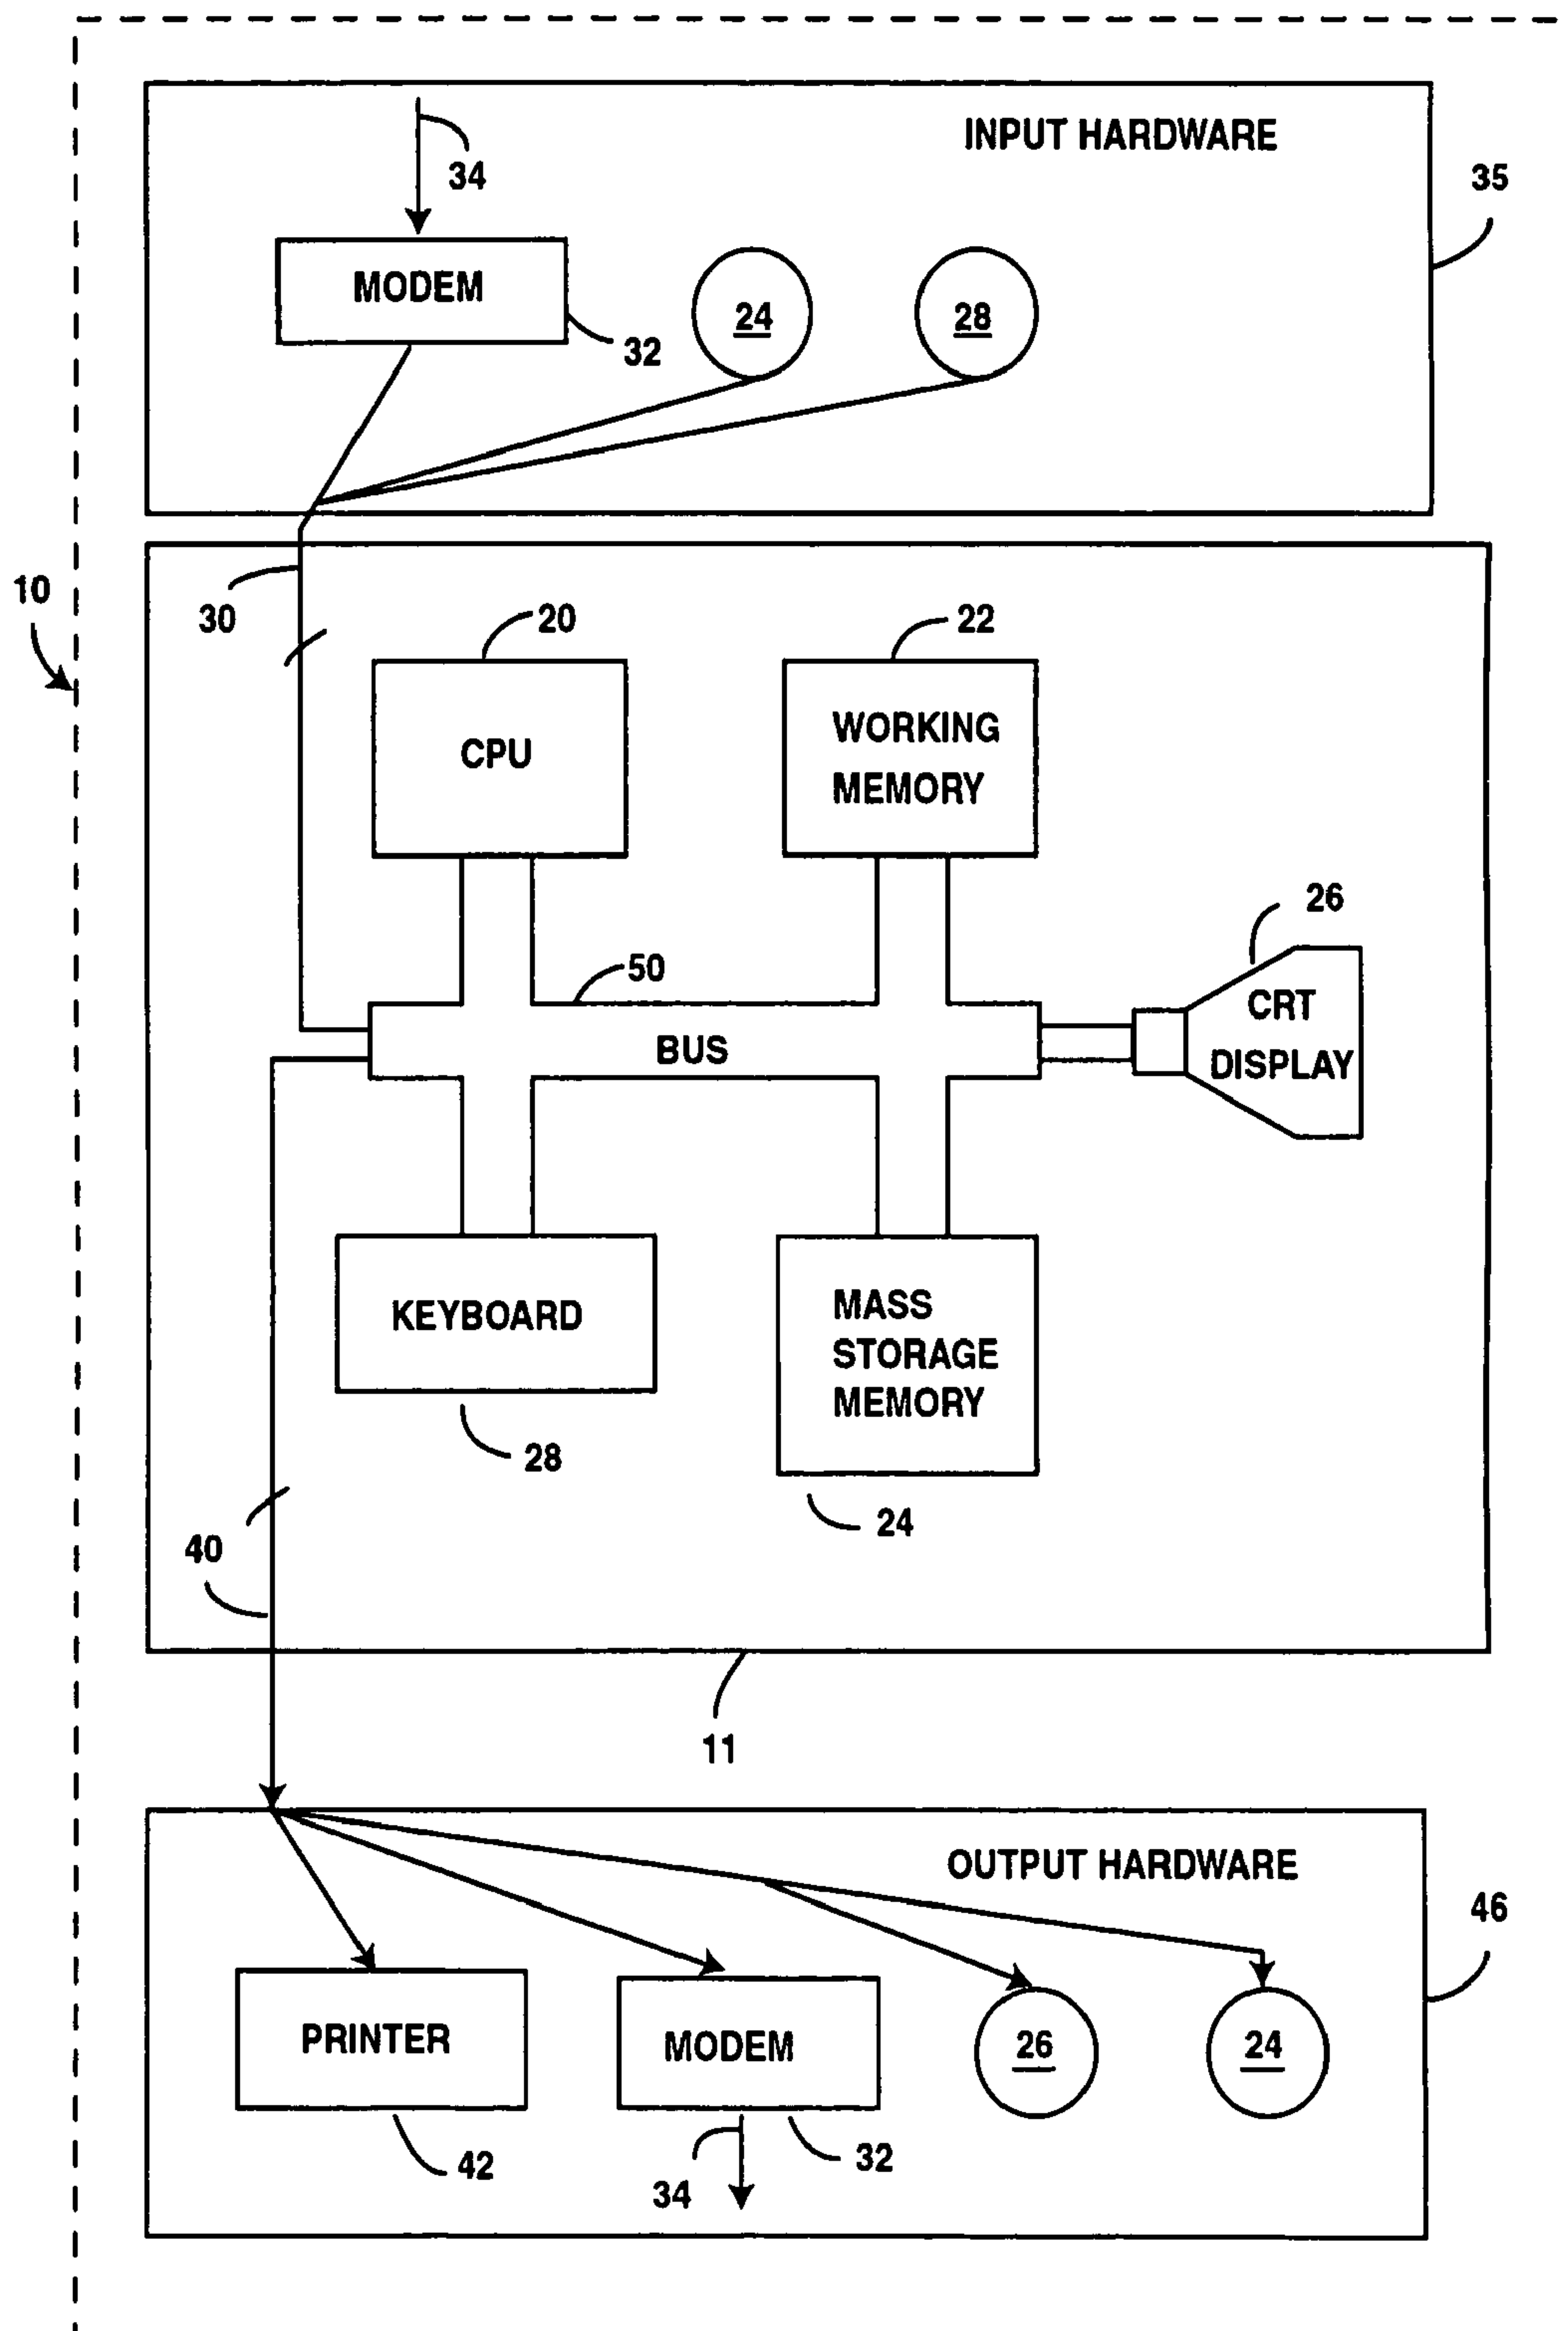 INPUT HARDWARE
34
35
MODEM
32
24
28
10
30
20
22
CPU
WORKING
MEMORY
26
50
BUS
CRT
DISPLAY
KEYBOARD
28
MASS
STORAGE
MEMORY
24
40
11
OUTPUT HARDWARE
46
PRINTER
MODEM
26
24
42
34
32